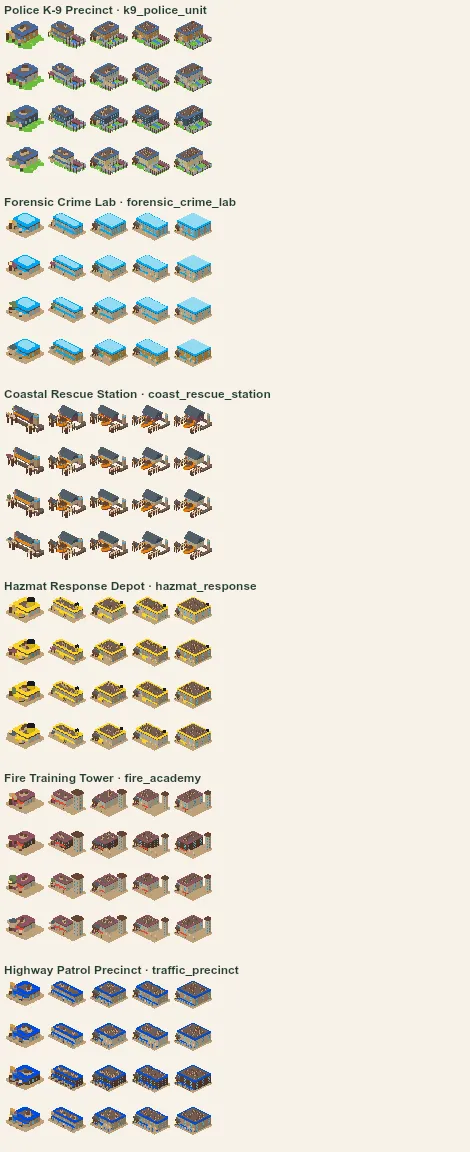 Police K-9 Precinct · k9_police_unit
Forensic Crime Lab · forensic_crime_lab
Coastal Rescue Station · coast_rescue_station
Hazmat Response Depot · hazmat_response
Fire Training Tower · fire_academy
Highway Patrol Precinct · traffic_precinct